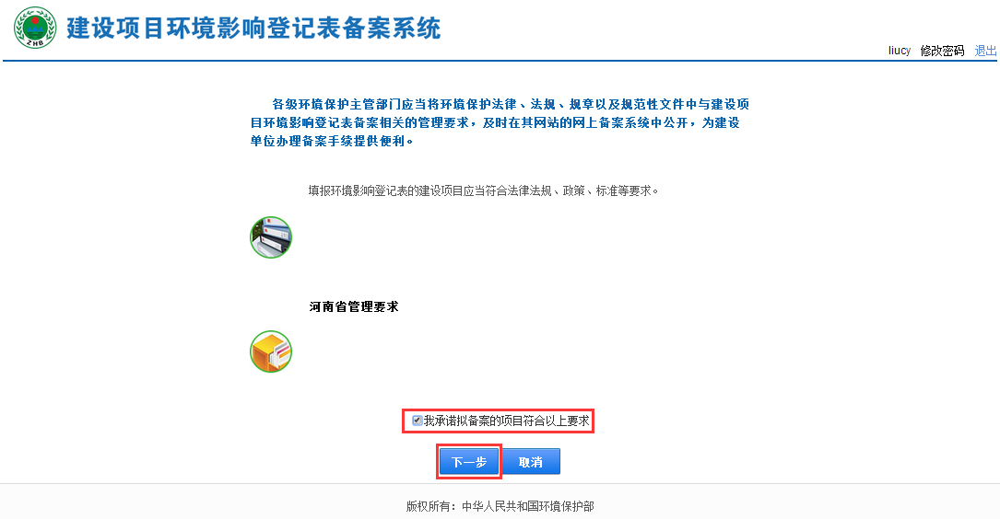 ZHB
建设项目环境影响登记表备案系统
liucy 修改密码 退出
各级环境保护主管部门应当将环境保护法律、法规、规章以及规范性文件中与建设项
目环境影响登记表备案相关的管理要求，及时在其网站的网上备案系统中公开，为建设
单位办理备案手续提供便利。
填报环境影响登记表的建设项目应当符合法律法规、政策、标准等要求。
河南省管理要求
我承诺拟备案的项目符合以上要求
下一步 取消
版权所有：中华人民共和国环境保护部